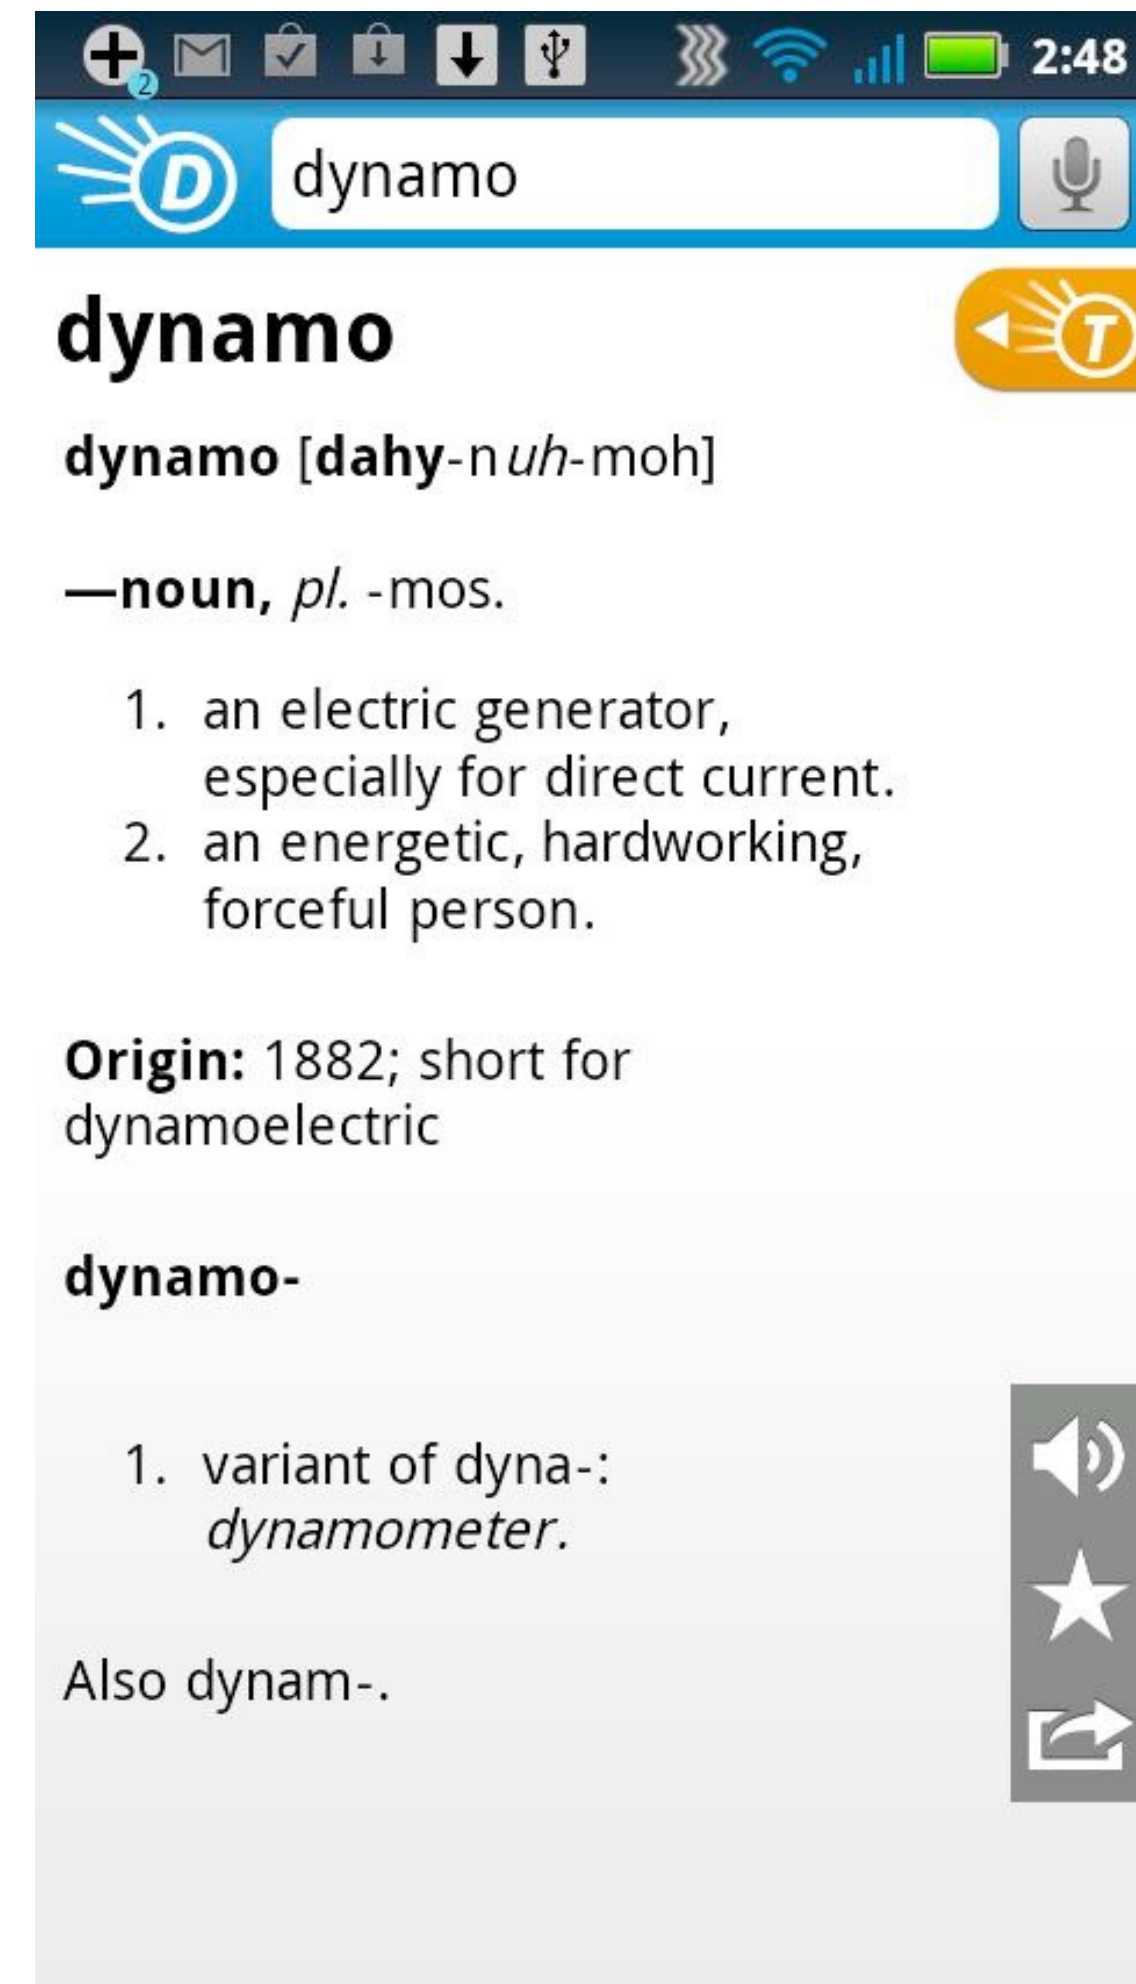 2 2:48
D dynamo
dynamo
T
dynamo [dahy-nuh-moh]
—noun, pl. -mos.
1. an electric generator,
especially for direct current.
2. an energetic, hardworking,
forceful person.
Origin: 1882; short for
dynamoelectric
dynamo-
1. variant of dyna-:
dynamometer.
Also dynam-.